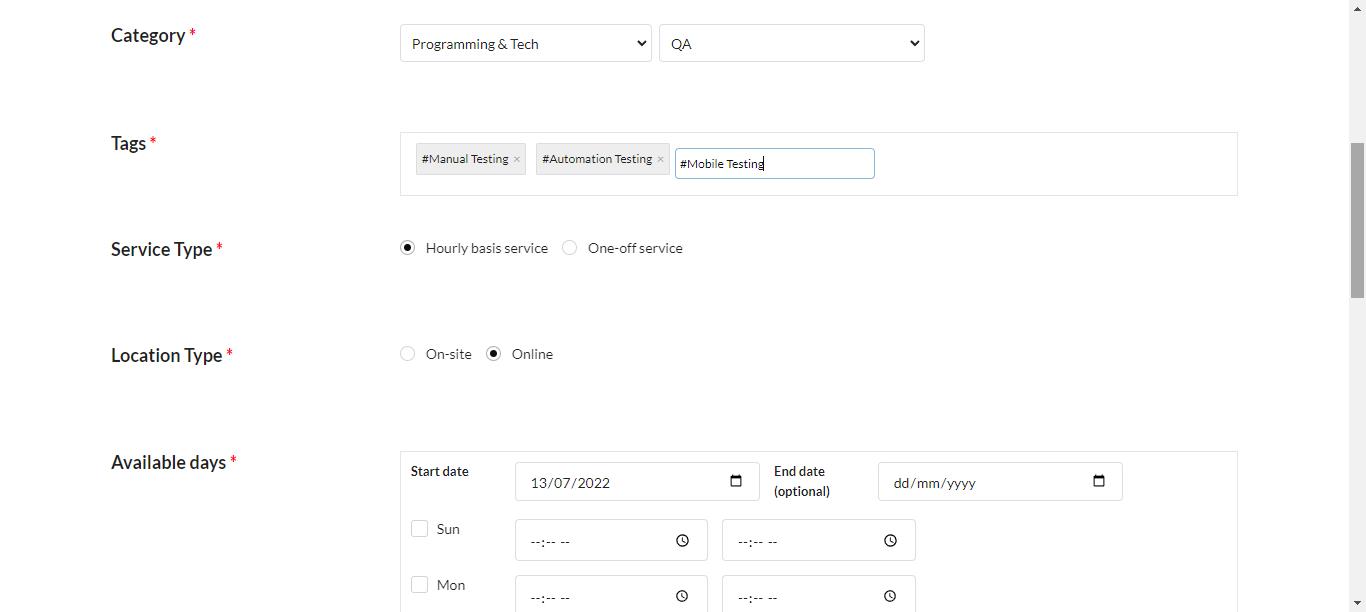 Category *
Programming & Tech
QA
Tags *
#Manual Testing ×
#Automation Testing ×
#Mobile Testing
Service Type *
Hourly basis service
One-off service
Location Type *
On-site
Online
Available days *
Start date
13/07/2022
End date
(optional)
dd/mm/yyyy
Sun
--:-- --
--:-- --
Mon
--:-- --
--:-- --